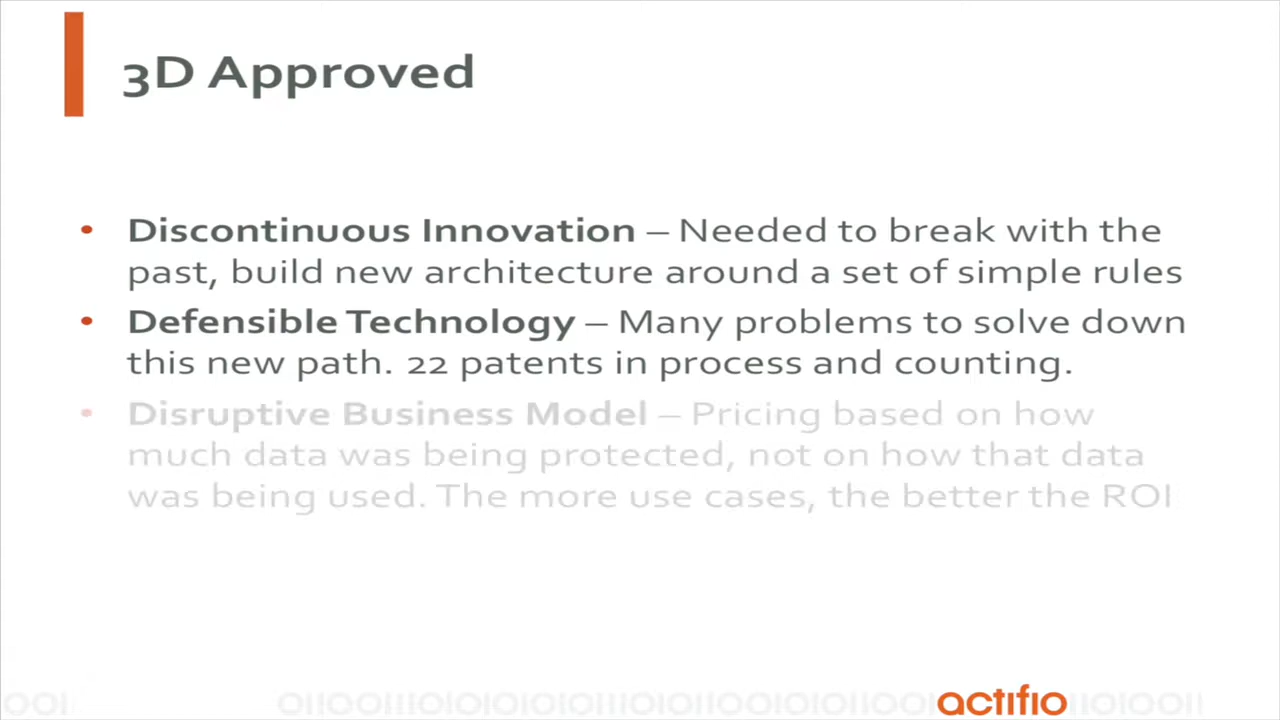 3D Approved
• Discontinuous Innovation – Needed to break with the
past, build new architecture around a set of simple rules
• Defensible Technology – Many problems to solve down
this new path. 22 patents in process and counting.
• Disruptive Business Model – Pricing based on how
much data was being protected, not on how that data
was being used. The more use cases, the better the ROI
actifio